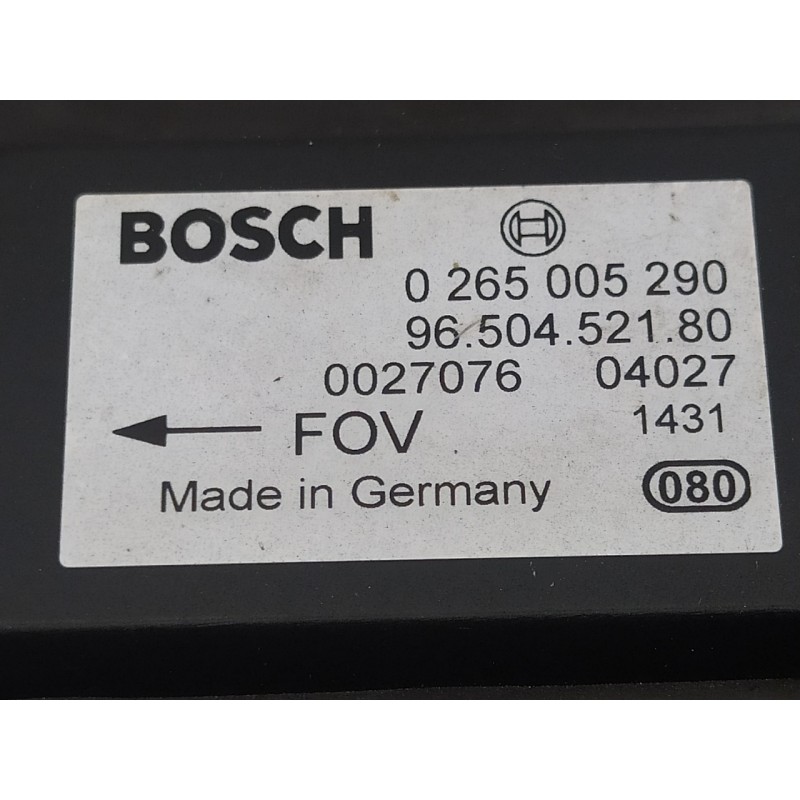 BOSCH
0 265 005 290
96.504.521.80
0027076 04027
FOV 1431
Made in Germany 080